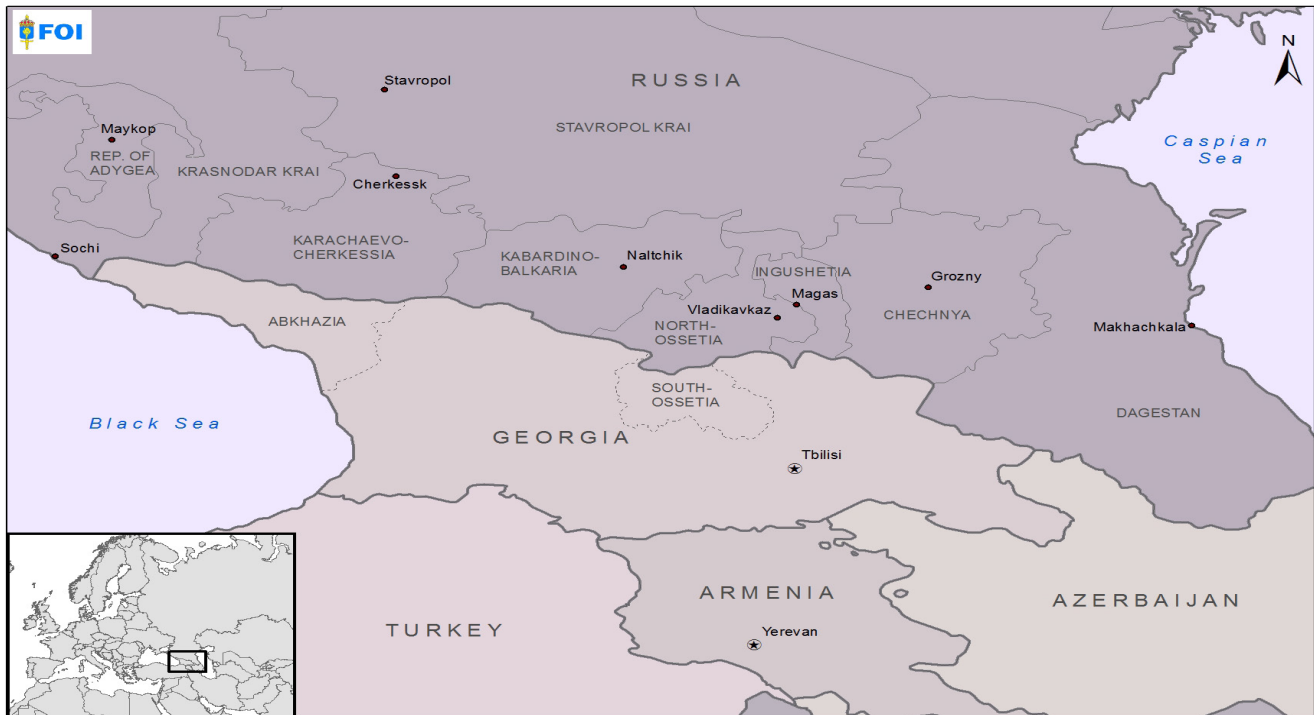 FOI
N
Stavropol
RUSSIA
Maykop
STAVROPOL KRAI
Caspian
Sea
REP. OF
ADYGEA
KRASNODAR KRAI
Cherkessk
Sochi
KARACHAEVO-
CHERKESSIA
KABARDINO-
BALKARIA
Naltchik
INGUSHETIA
Magas
Grozny
Vladikavkaz
CHECHNYA
ABKHAZIA
NORTH-
OSSETIA
Makhachkala
SOUTH-
OSSETIA
DAGESTAN
Black Sea
GEORGIA
Tbilisi
ARMENIA
AZERBAIJAN
TURKEY
Yerevan